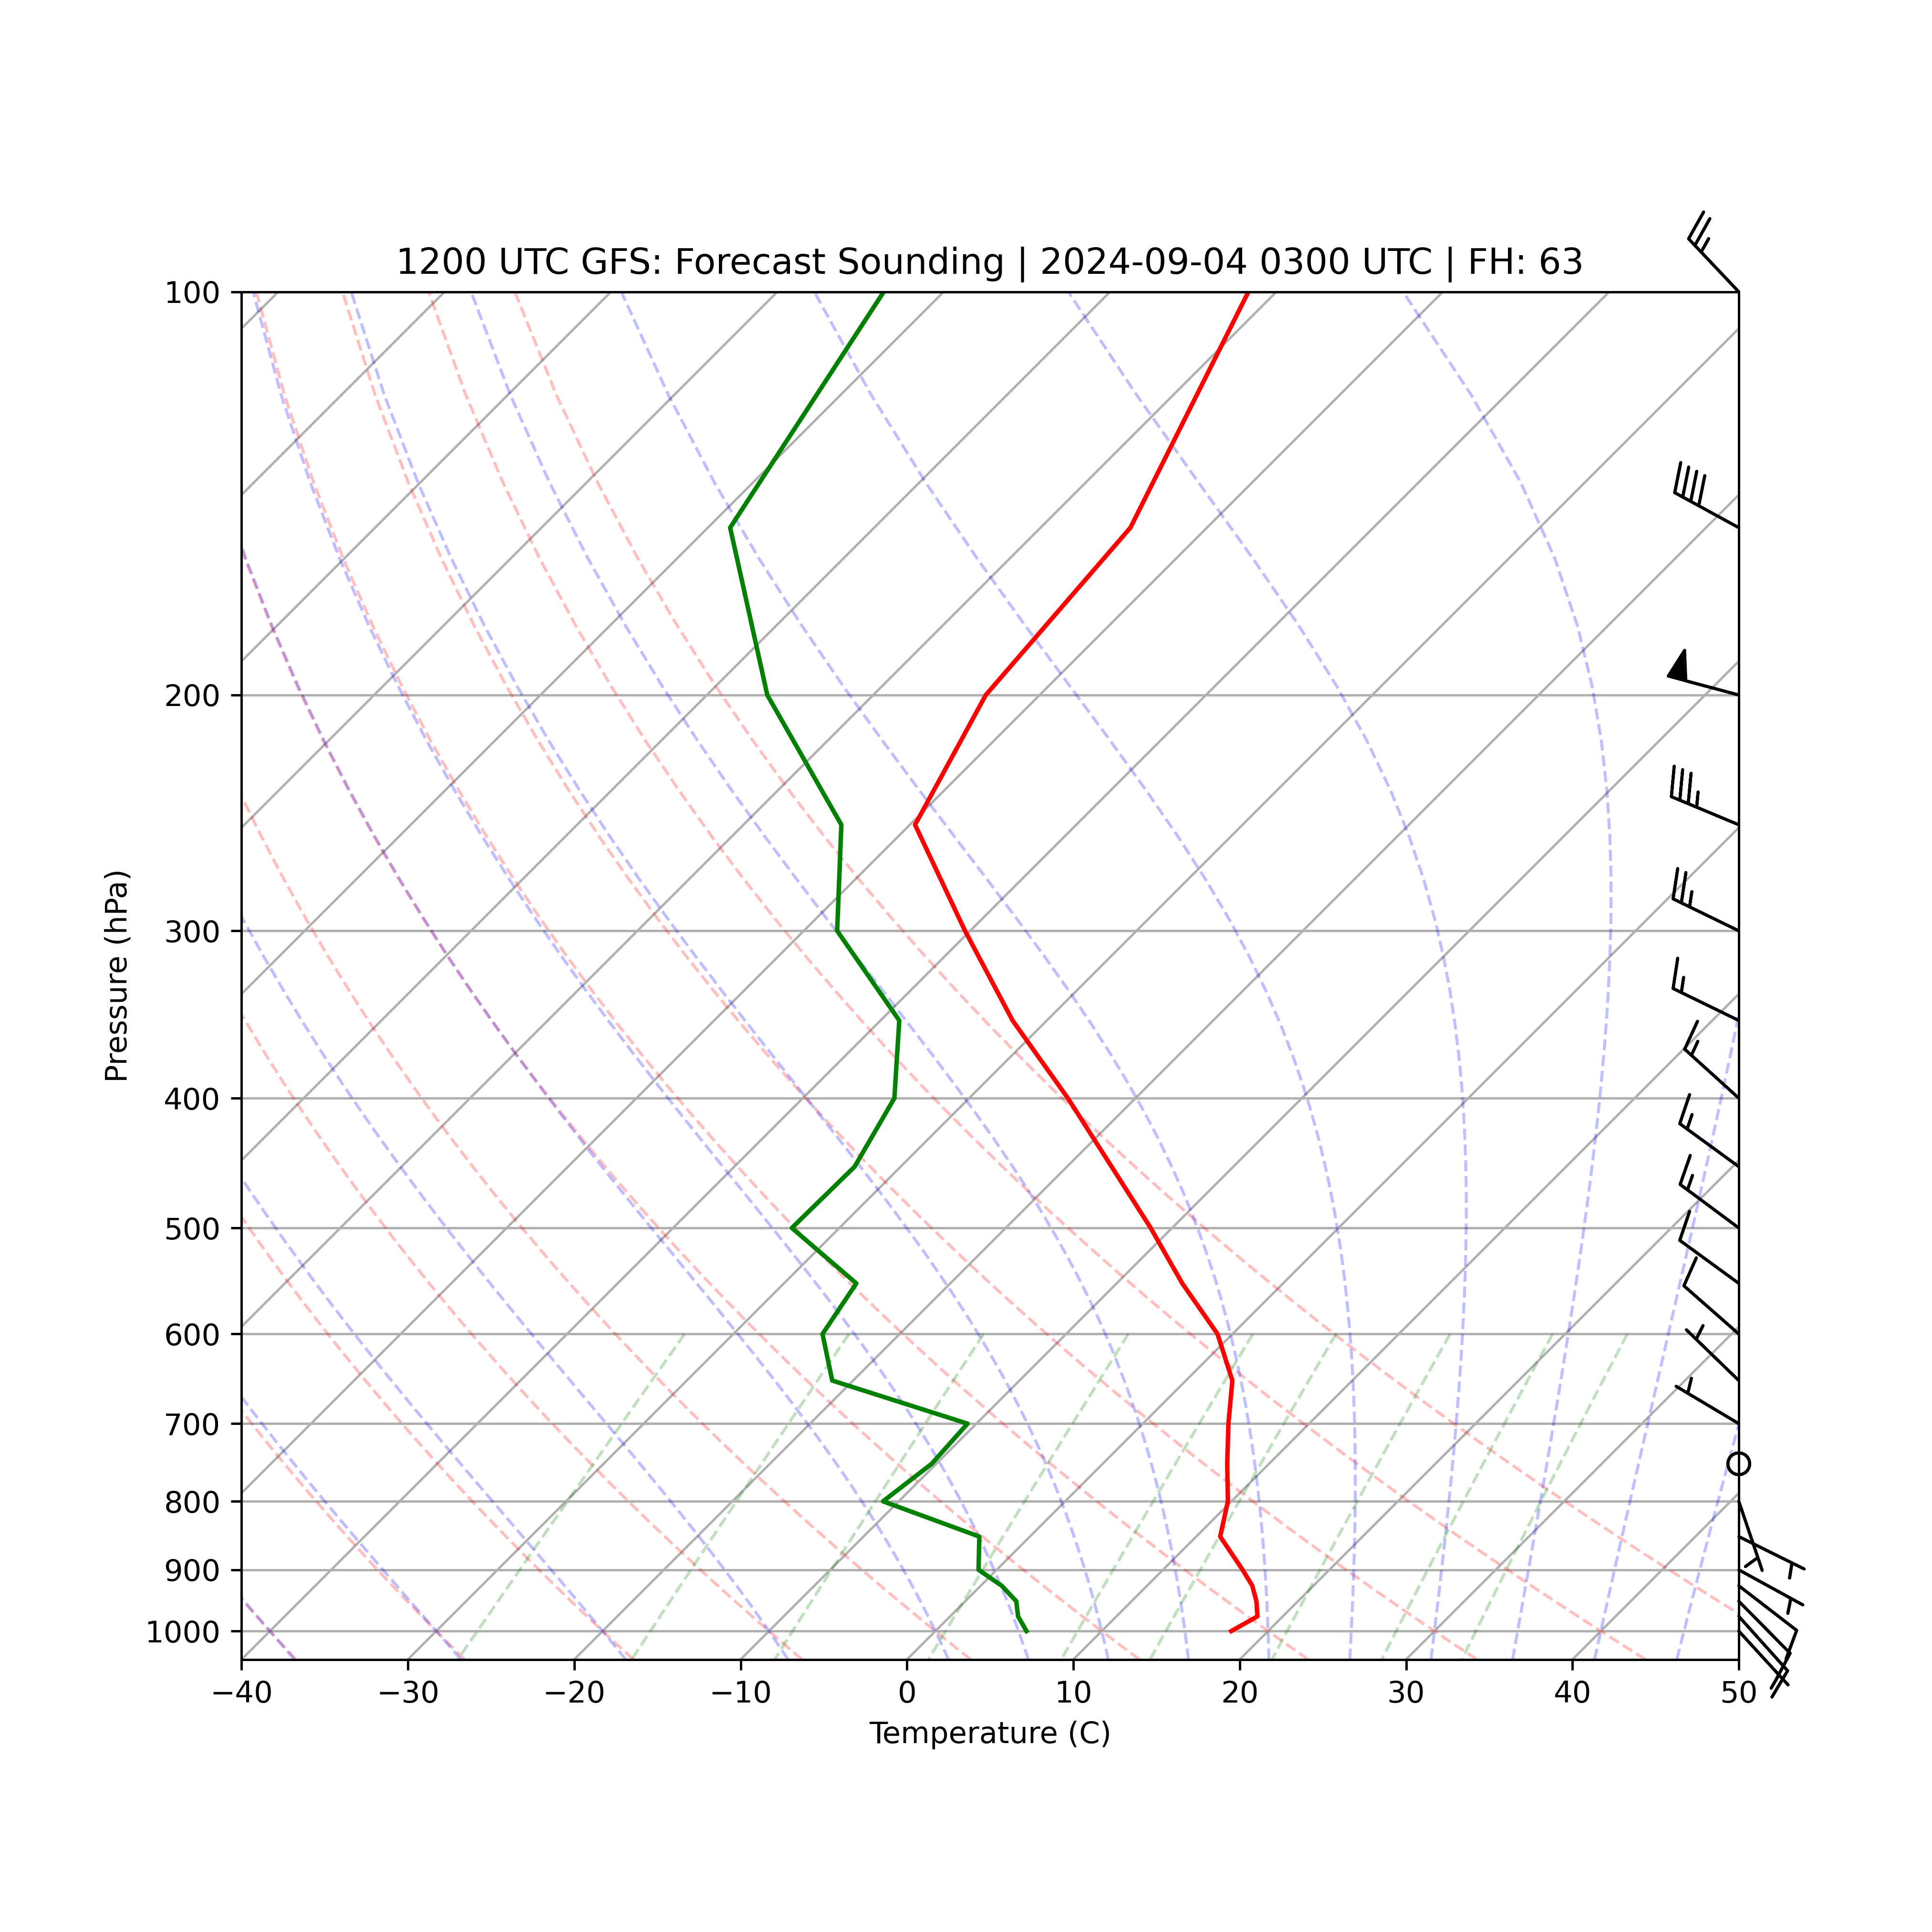 1200 UTC GFS: Forecast Sounding | 2024-09-04 0300 UTC | FH: 63
100
200
300
400
500
600
700
800
900
1000
Pressure (hPa)
−40 −30 −20 −10 0 10 20 30 40 50
Temperature (C)